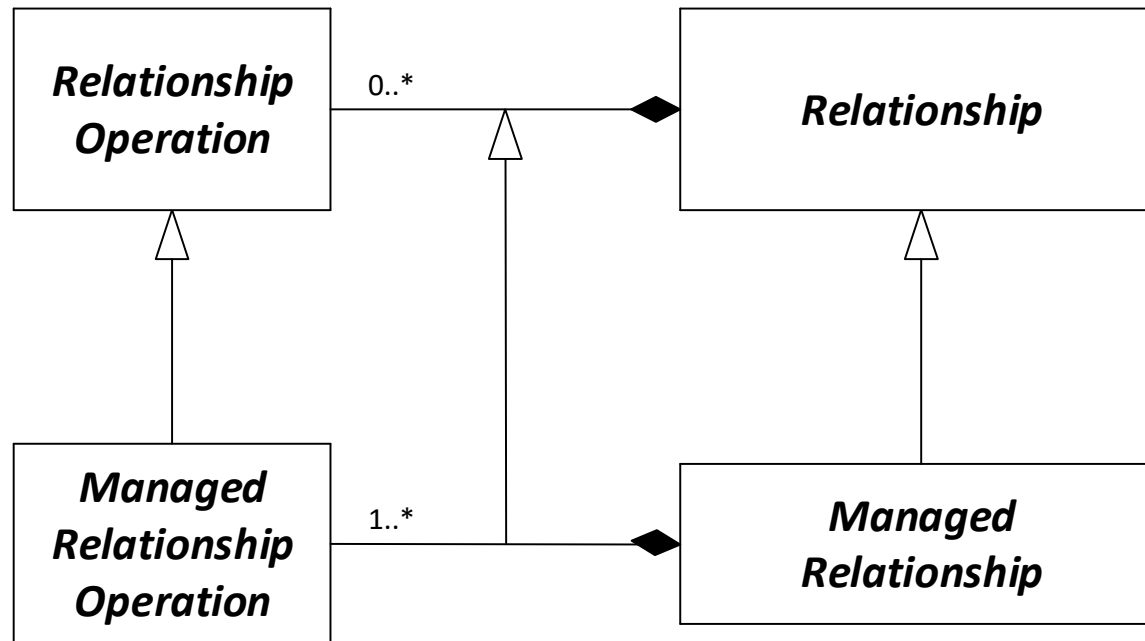 Relationship
Operation
0..*
Relationship
Managed
Relationship
Operation
1..*
Managed
Relationship